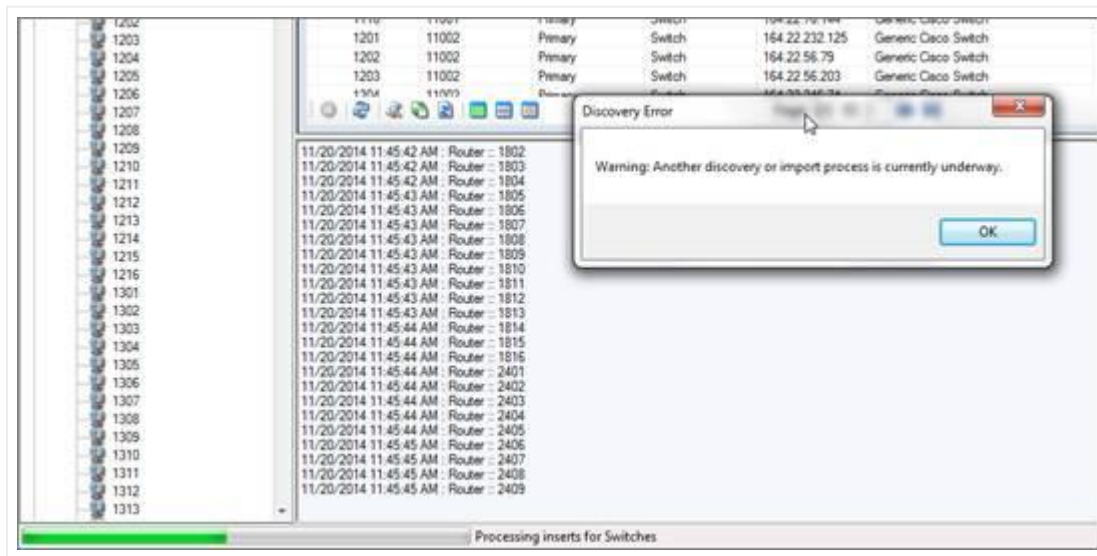 1202
1203
1204
1205
1206
1207
1208
1209
1210
1211
1212
1213
1214
1215
1216
1301
1302
1303
1304
1305
1306
1307
1308
1309
1310
1311
1312
1313
1201 11002 Primary Switch 164.22.232.125 Generic Cisco Switch
1202 11002 Primary Switch 164.22.56.79 Generic Cisco Switch
1203 11002 Primary Switch 164.22.56.203 Generic Cisco Switch
11/20/2014 11:45:42 AM : Router :: 1802
11/20/2014 11:45:42 AM : Router :: 1803
11/20/2014 11:45:42 AM : Router :: 1804
11/20/2014 11:45:43 AM : Router :: 1805
11/20/2014 11:45:43 AM : Router :: 1806
11/20/2014 11:45:43 AM : Router :: 1807
11/20/2014 11:45:43 AM : Router :: 1808
11/20/2014 11:45:43 AM : Router :: 1809
11/20/2014 11:45:43 AM : Router :: 1810
11/20/2014 11:45:43 AM : Router :: 1811
11/20/2014 11:45:43 AM : Router :: 1812
11/20/2014 11:45:43 AM : Router :: 1813
11/20/2014 11:45:44 AM : Router :: 1814
11/20/2014 11:45:44 AM : Router :: 1815
11/20/2014 11:45:44 AM : Router :: 1816
11/20/2014 11:45:44 AM : Router :: 2401
11/20/2014 11:45:44 AM : Router :: 2402
11/20/2014 11:45:44 AM : Router :: 2403
11/20/2014 11:45:44 AM : Router :: 2404
11/20/2014 11:45:44 AM : Router :: 2405
11/20/2014 11:45:45 AM : Router :: 2406
11/20/2014 11:45:45 AM : Router :: 2407
11/20/2014 11:45:45 AM : Router :: 2408
11/20/2014 11:45:45 AM : Router :: 2409
Discovery Error
Warning: Another discovery or import process is currently underway.
OK
Processing inserts for Switches